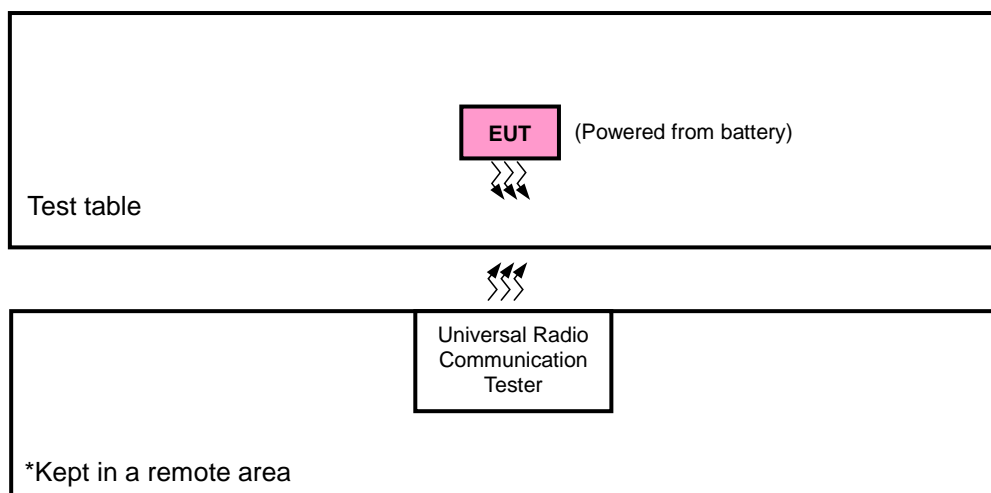 EUT
(Powered from battery)
Test table
Universal Radio
Communication
Tester
*Kept in a remote area